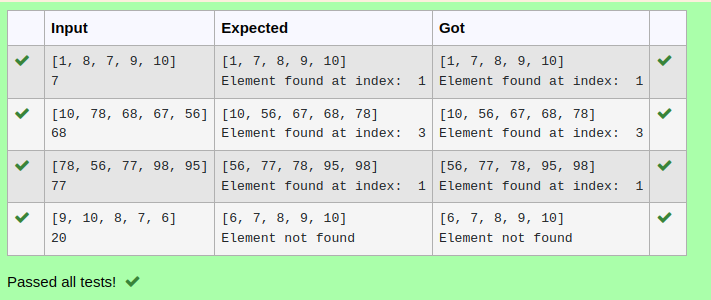 Input Expected Got
[1, 8, 7, 9, 10] [1, 7, 8, 9, 10] [1, 7, 8, 9, 10]
7 Element found at index:  1 Element found at index:  1
[10, 78, 68, 67, 56] [10, 56, 67, 68, 78] [10, 56, 67, 68, 78]
68 Element found at index:  3 Element found at index:  3
[78, 56, 77, 98, 95] [56, 77, 78, 95, 98] [56, 77, 78, 95, 98]
77 Element found at index:  1 Element found at index:  1
[9, 10, 8, 7, 6] [6, 7, 8, 9, 10] [6, 7, 8, 9, 10]
20 Element not found Element not found
Passed all tests!